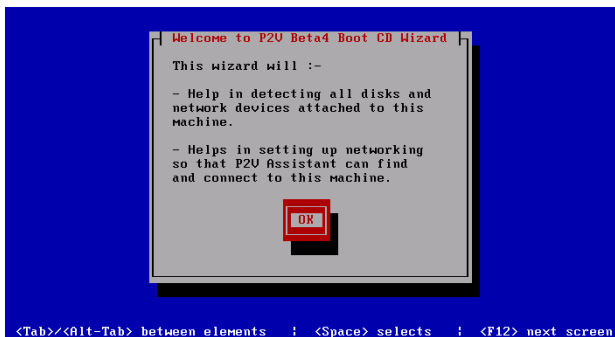 Welcome to P2V Beta4 Boot CD Wizard
This wizard will :-
- Help in detecting all disks and
network devices attached to this
machine.
- Helps in setting up networking
so that P2V Assistant can find
and connect to this machine.
OK
<Tab>/<Alt-Tab> between elements ¦ <Space> selects ¦ <F12> next screen